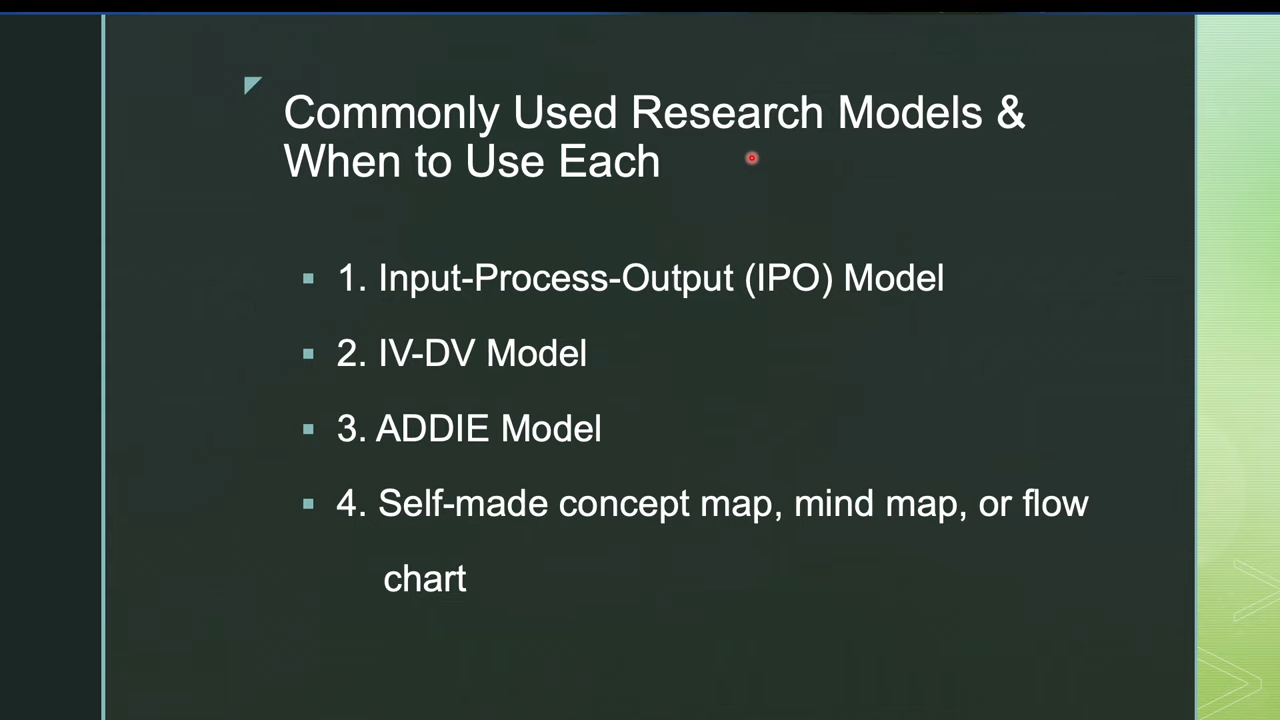 Commonly Used Research Models &
When to Use Each
1. Input-Process-Output (IPO) Model
2. IV-DV Model
3. ADDIE Model
4. Self-made concept map, mind map, or flow
chart